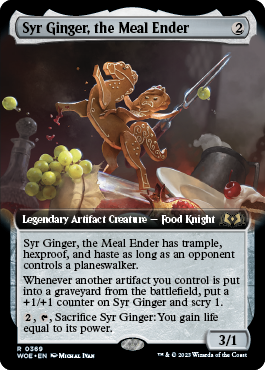 Syr Ginger, the Meal Ender 2
Legendary Artifact Creature — Food Knight
Syr Ginger, the Meal Ender has trample,
hexproof, and haste as long as an opponent
controls a planeswalker.
Whenever another artifact you control is put
into a graveyard from the battlefield, put a
+1/+1 counter on Syr Ginger and scry 1.
2, T, Sacrifice Syr Ginger: You gain life
equal to its power.
3/1
R 0369
WOE • EN Michal Ivan
™ & © 2023 Wizards of the Coast